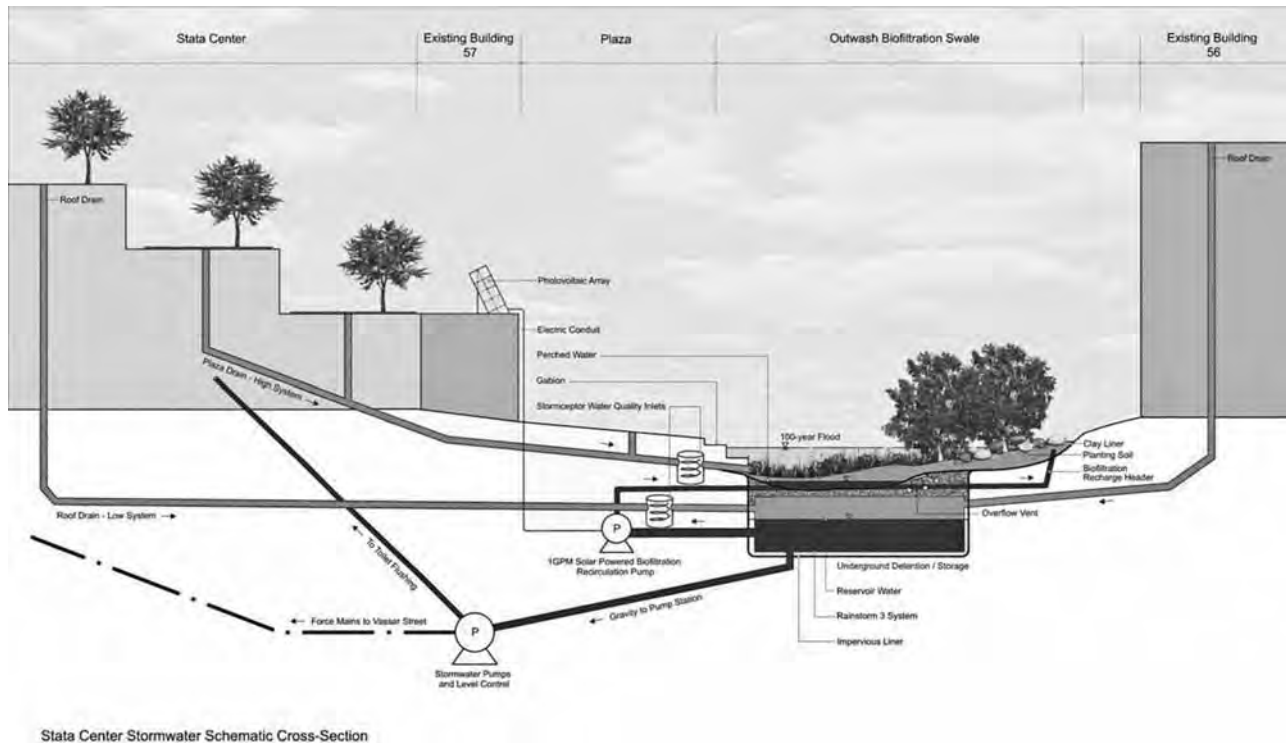 Stata Center
Existing Building
57
Plaza
Outwash Biofiltration Swale
Existing Building
56
Roof Drain
Roof Drain
Photovoltaic Array
Electric Conduit
Perched Water
Plaza Drain - High System
Gabion
Stormceptor Water Quality Inlets
100-year Flood
Clay Liner
Planting Soil
Biofiltration
Recharge Header
Overflow Vent
Roof Drain - Low System
P
1GPM Solar Powered Biofiltration
Recirculation Pump
To Toilet Flushing
Underground Detention / Storage
Reservoir Water
Rainstorm 3 System
Impervious Liner
Gravity to Pump Station
Force Mains to Vassar Street
P
Stormwater Pumps
and Level Control
Stata Center Stormwater Schematic Cross-Section